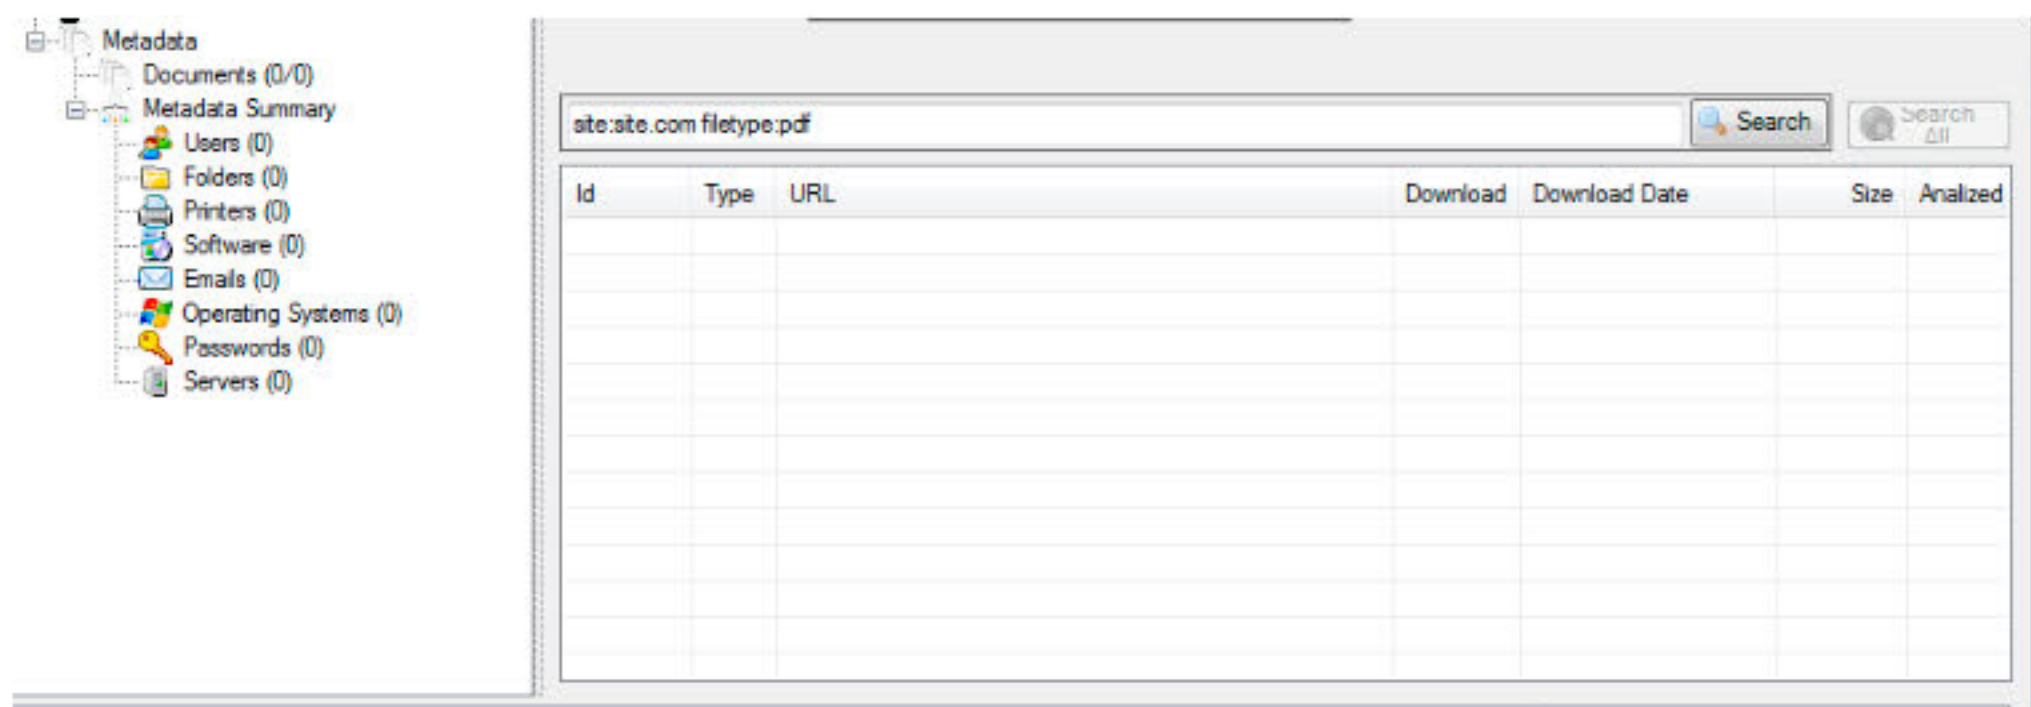 Metadata
Documents (0/0)
Metadata Summary
Users (0)
Folders (0)
Printers (0)
Software (0)
Emails (0)
Operating Systems (0)
Passwords (0)
Servers (0)
site:site.com filetype:pdf
Search
Search
All
Id Type URL Download Download Date Size Analized